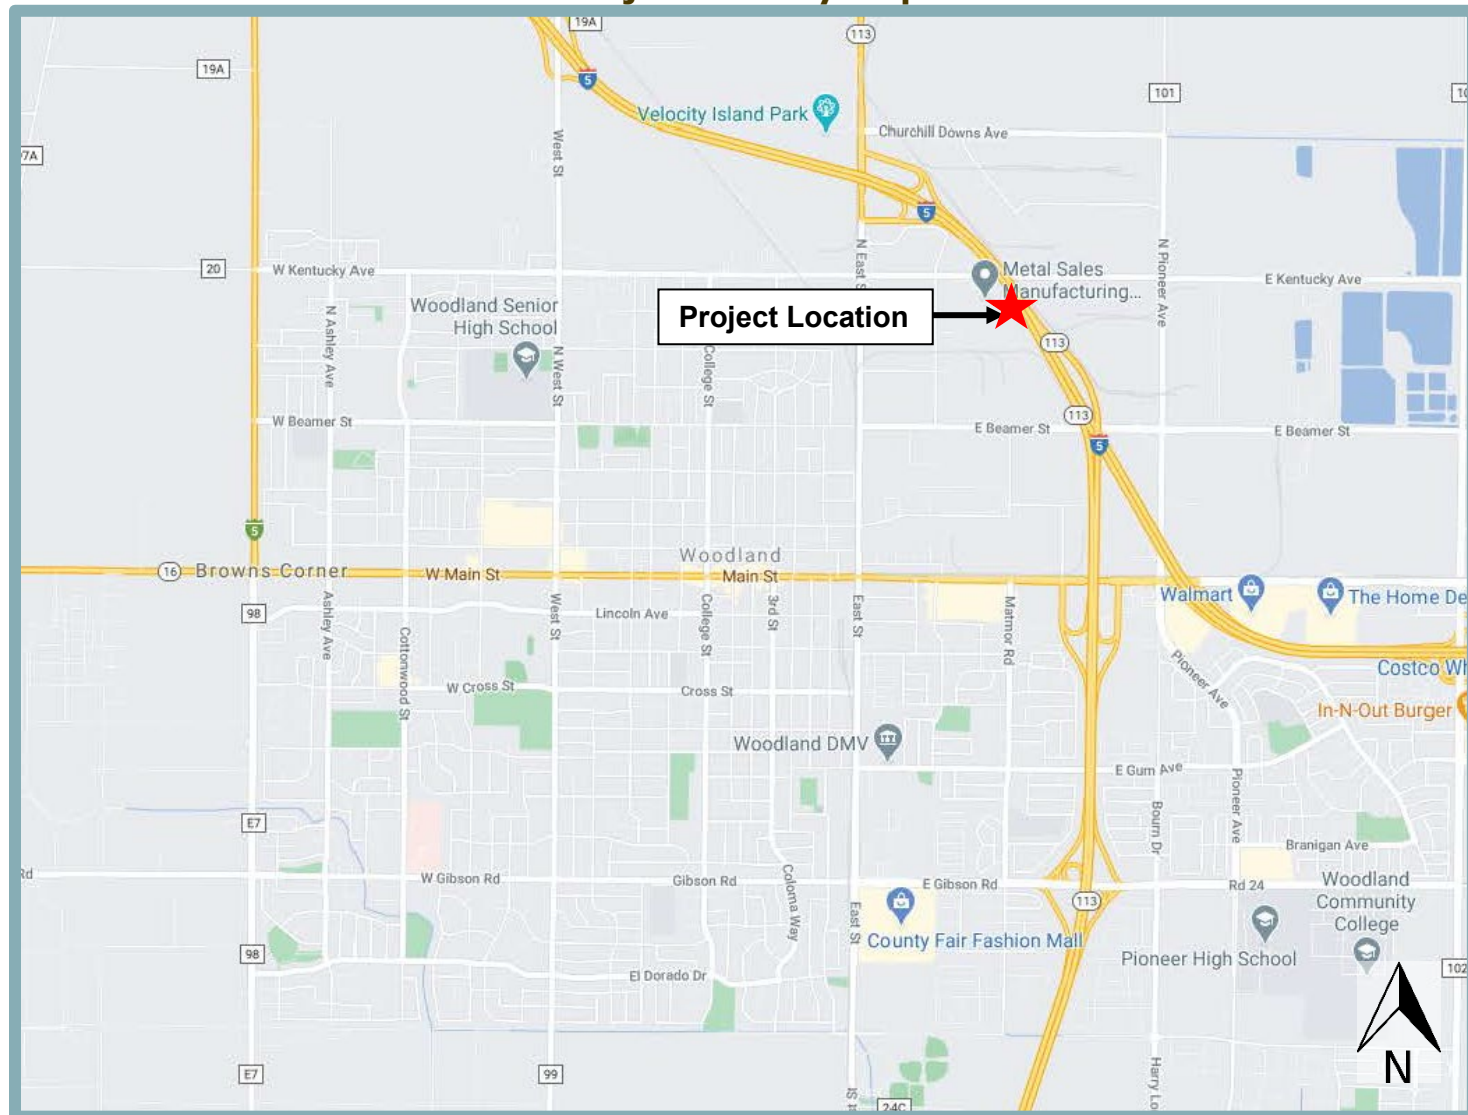 19A
113
19A
5
101
Velocity Island Park
Churchill Downs Ave
7A
West St
5
N East S
N Pioneer Ave
20
W Kentucky Ave
Metal Sales
Manufacturing...
E Kentucky Ave
Woodland Senior
High School
Project Location
N Ashley Ave
N West St
College St
113
W Beamer St
113
E Beamer St
E Beamer St
5
5
Woodland
16
Browns Corner
W Main St
Main St
Walmart
The Home De
98
Ashley Ave
Cottonwood St
West St
Lincoln Ave
College St
3rd St
East St
Matmor Rd
Pioneer Ave
Costco Wh
W Cross St
Cross St
In-N-Out Burger
Woodland DMV
E Gum Ave
Pioneer Ave
E7
Bourn Dr
Branigan Ave
Rd
W Gibson Rd
Gibson Rd
Coloma Way
E Gibson Rd
Rd 24
Woodland
Community
College
113
East St
County Fair Fashion Mall
Pioneer High School
98
El Dorado Dr
102
N
E7
99
Harry Lo
24C